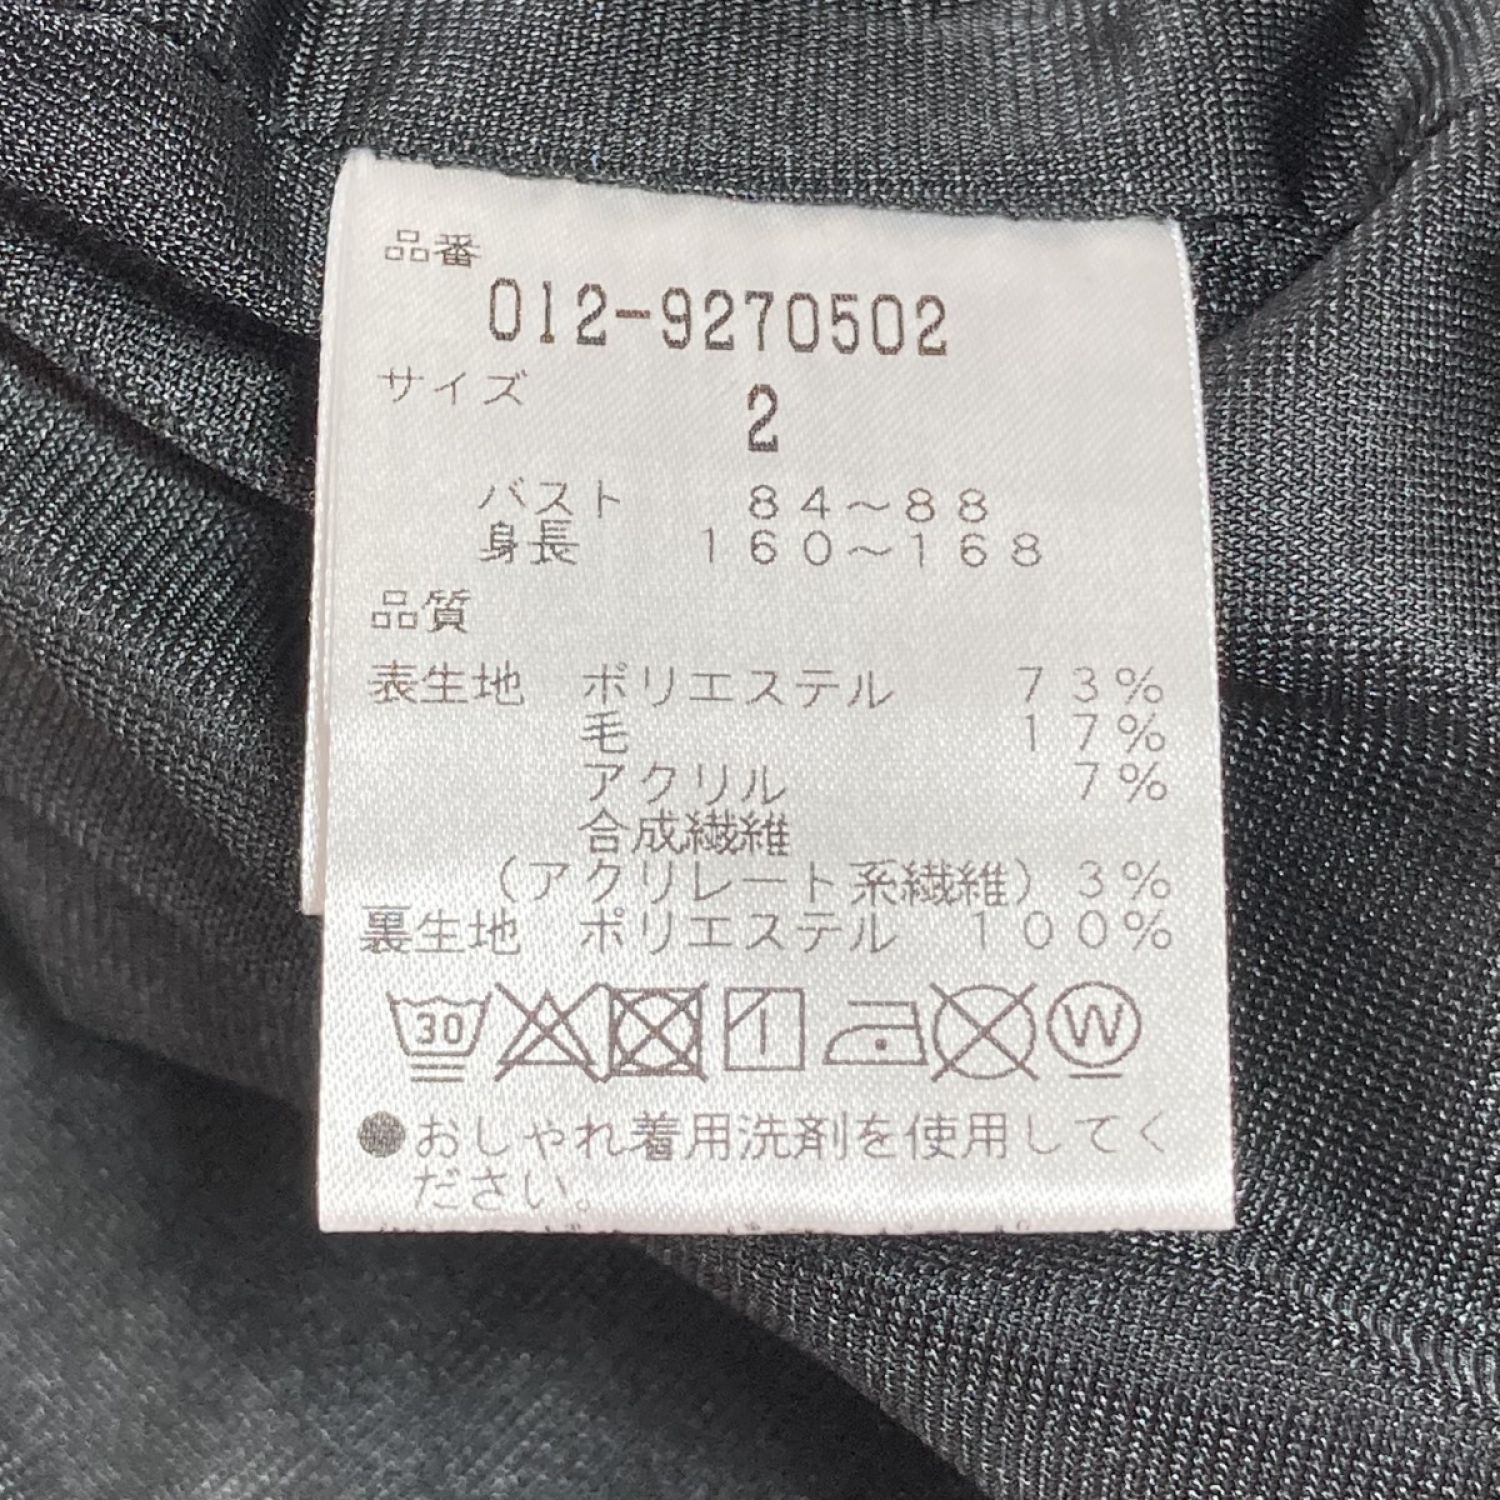 品番
012-9270502
サイズ 2
バスト 84～88
身長 160～168
品質
表生地 ポリエステル 73%
毛 17%
アクリル 7%
合成繊維
（アクリレート系繊維）3%
裏生地 ポリエステル 100%
30 W
●おしゃれ着用洗剤を使用してく
ださい。